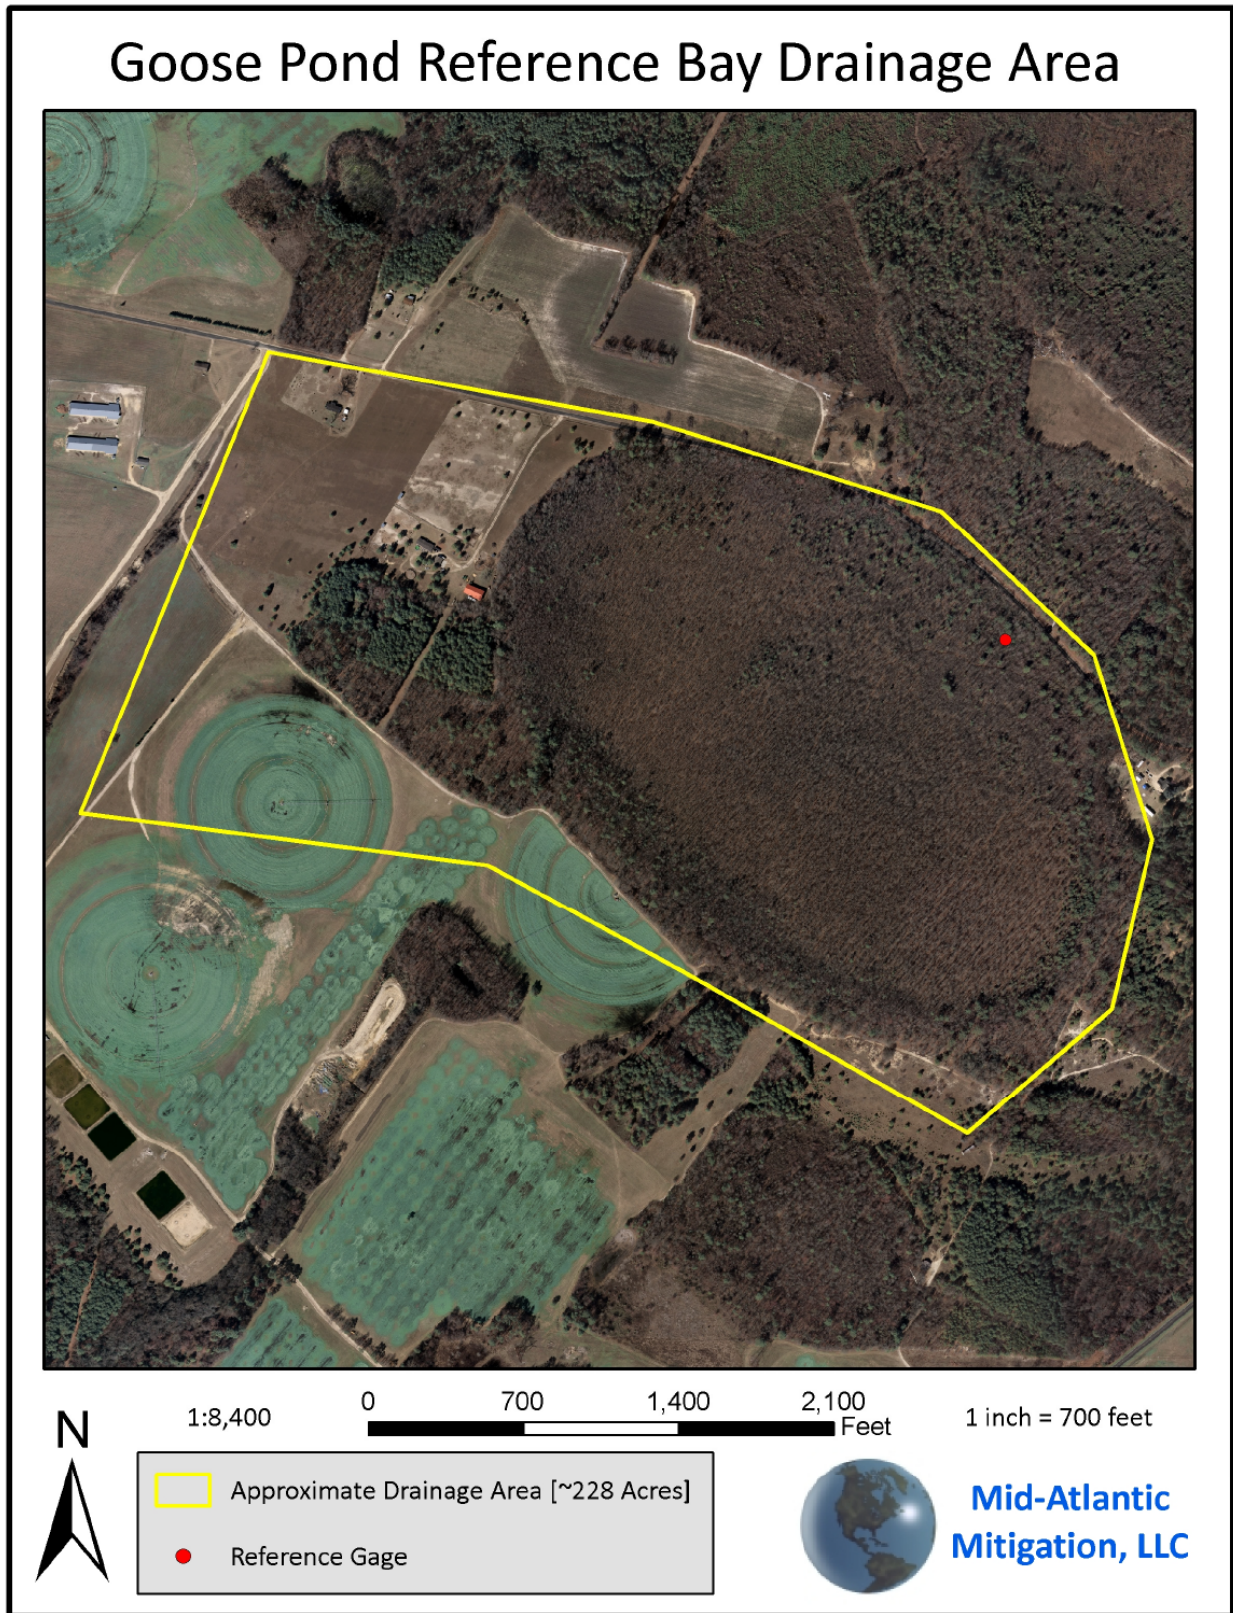 Goose Pond Reference Bay Drainage Area
N
1:8,400
0 700 1,400 2,100
Feet
1 inch = 700 feet
Approximate Drainage Area [~228 Acres]
Reference Gage
Mid-Atlantic
Mitigation, LLC